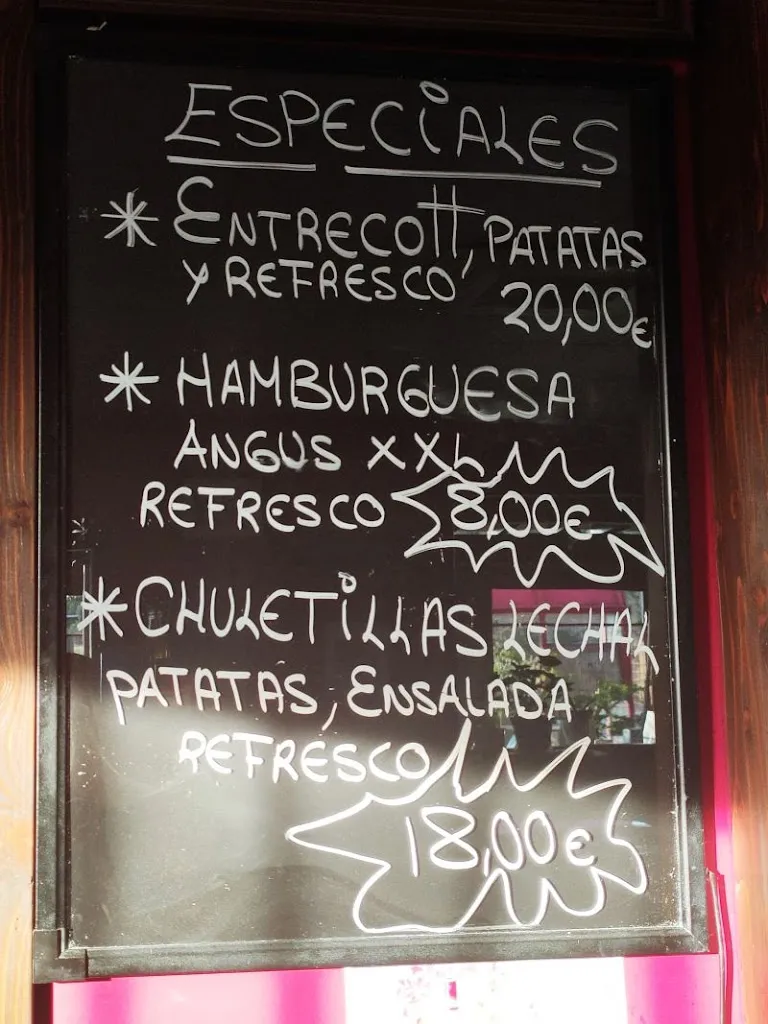 ESPECiALES
* ENTRECOTT, PATATAS
Y REFRESCO 20,00€
* HAMBURGUESA
ANGUS XXL
REFRESCO 8,00€
* CHULETiLLAS LECHAL
PATATAS, ENSALADA
REFRESCO
18,00€